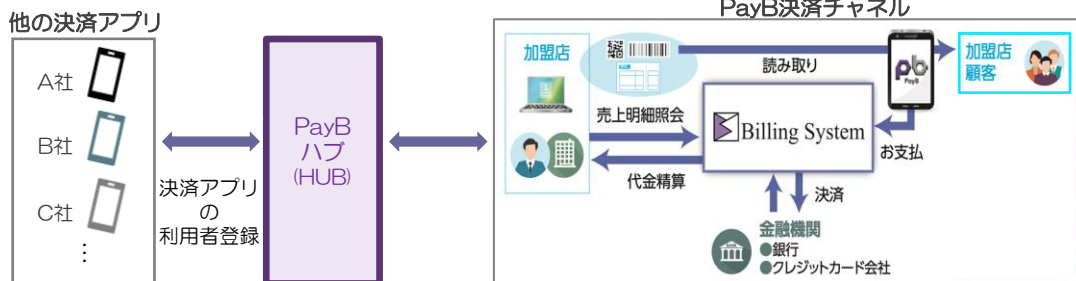 他の決済アプリ
A社
B社
C社
⋮
決済アプリ
の
利用者登録
PayB
ハブ
(HUB)
PayB決済チャネル
加盟店
読み取り
pb
PayB
加盟店
顧客
売上明細照会
Billing System
お支払
代金精算
決済
金融機関
●銀行
●クレジットカード会社